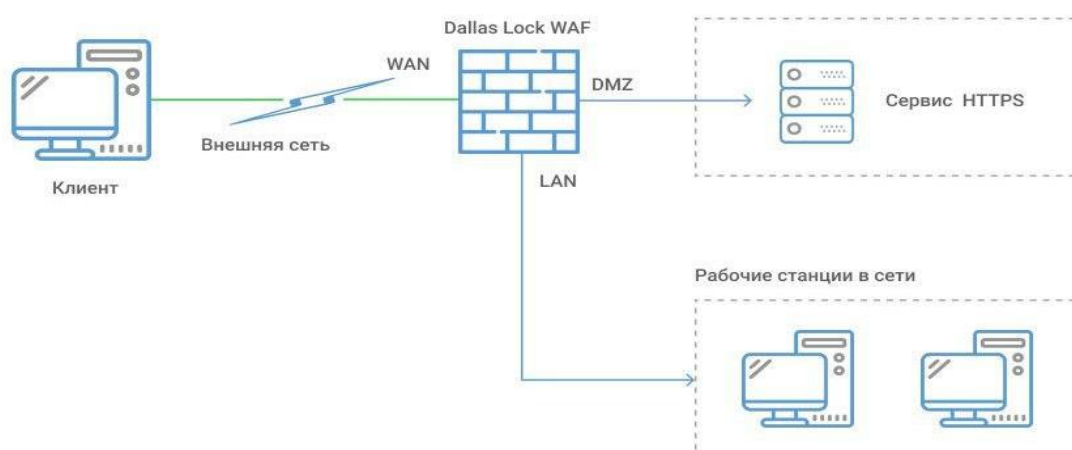 Dallas Lock WAF
WAN
DMZ
Сервис HTTPS
Внешняя сеть
Клиент
LAN
Рабочие станции в сети